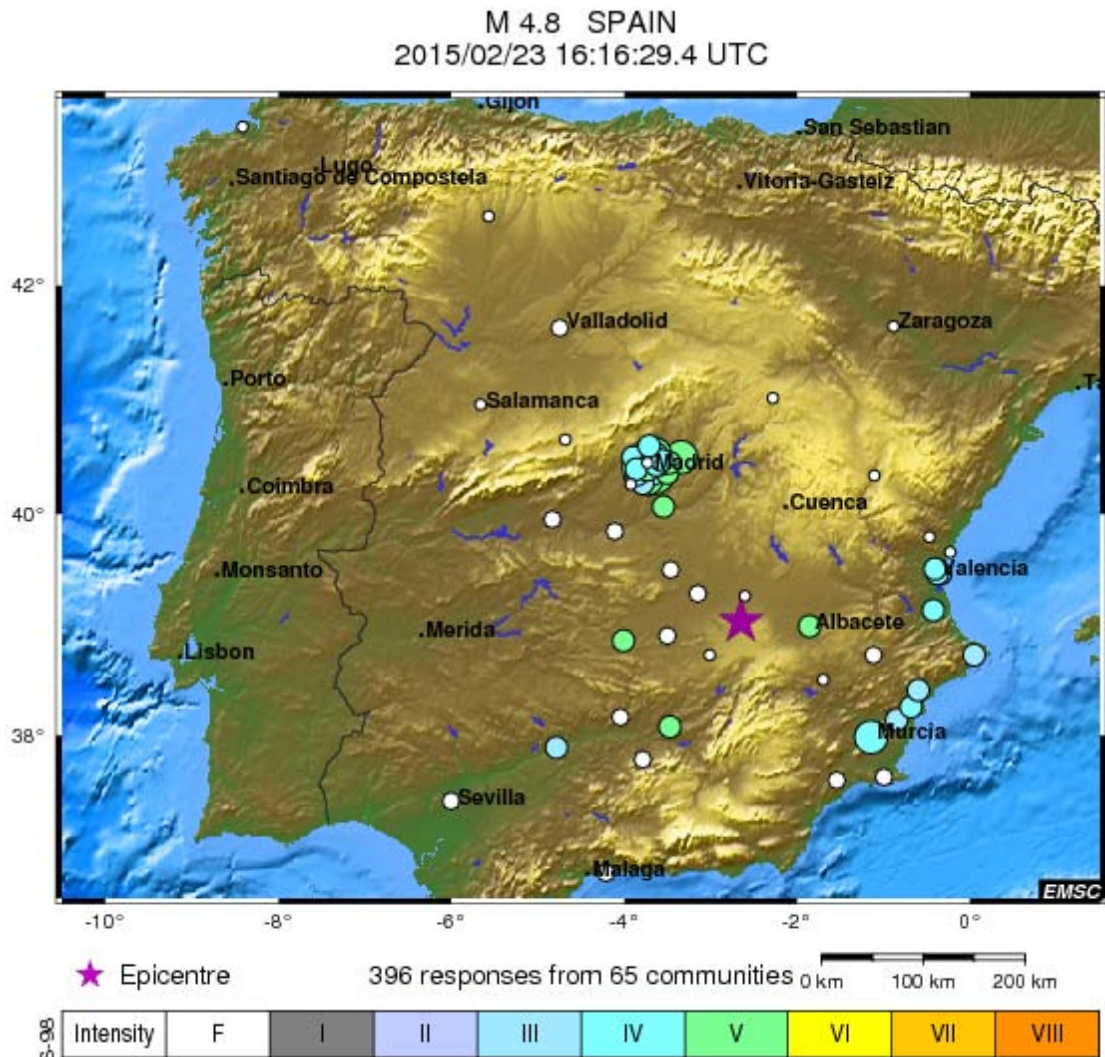 M 4.8 SPAIN
2015/02/23 16:16:29.4 UTC
Gijon
San Sebastian
Lugo
Santiago de Compostela
Vitoria-Gasteiz
42°
Valladolid
Zaragoza
Porto
Salamanca
Madrid
Coimbra
Cuenca
40°
Monsanto
Valencia
Merida
Albacete
Lisbon
38°
Murcia
Sevilla
Malaga
EMSC
-10° -8° -6° -4° -2° 0°
Epicentre 396 responses from 65 communities 0 km 100 km 200 km
Intensity F I II III IV V VI VII VIII